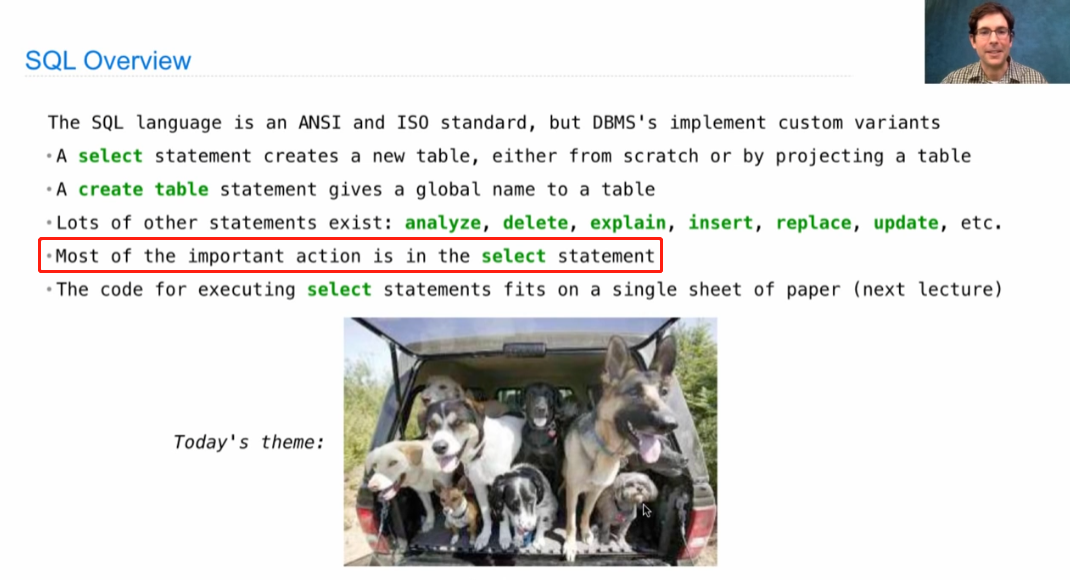 SQL Overview
The SQL language is an ANSI and ISO standard, but DBMS's implement custom variants
•A select statement creates a new table, either from scratch or by projecting a table
•A create table statement gives a global name to a table
•Lots of other statements exist: analyze, delete, explain, insert, replace, update, etc.
•Most of the important action is in the select statement
•The code for executing select statements fits on a single sheet of paper (next lecture)
Today's theme: